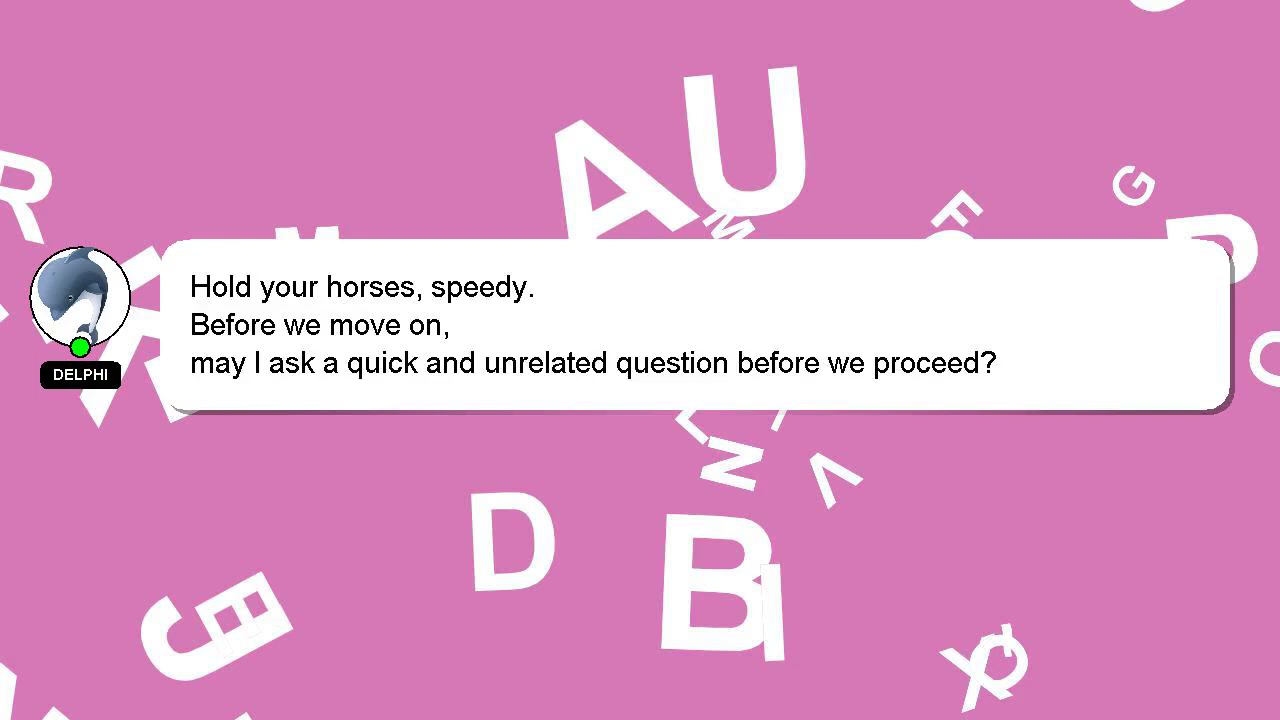 A U
R
M
M
F
G
D
Hold your horses, speedy.
Before we move on,
may I ask a quick and unrelated question before we proceed?
DELPHI
N
V
D
B
I
J
E
X
Q